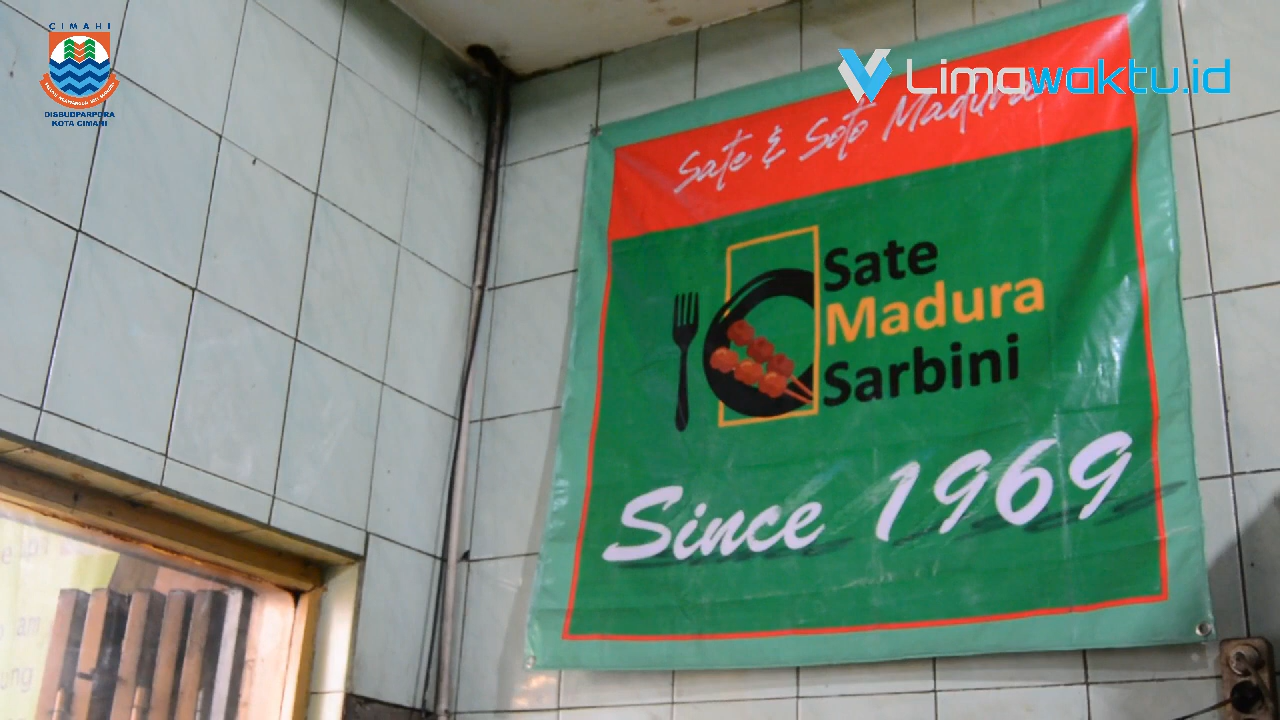 CIMAHI
DISBUDPARPORA
KOTA CIMAHI
Limawaktu.id
Sate & Soto Madura
Sate
Madura
Sarbini
Since 1969